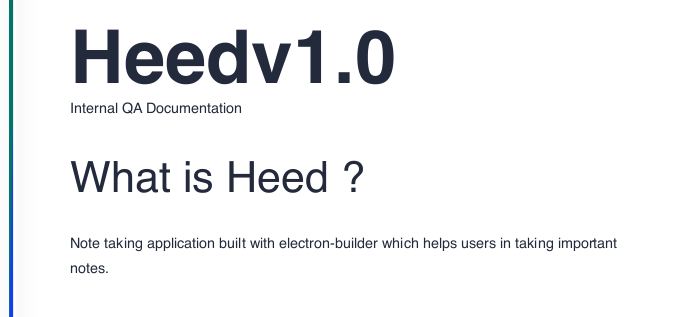 Heedv1.0
Internal QA Documentation
What is Heed ?
Note taking application built with electron-builder which helps users in taking important
notes.